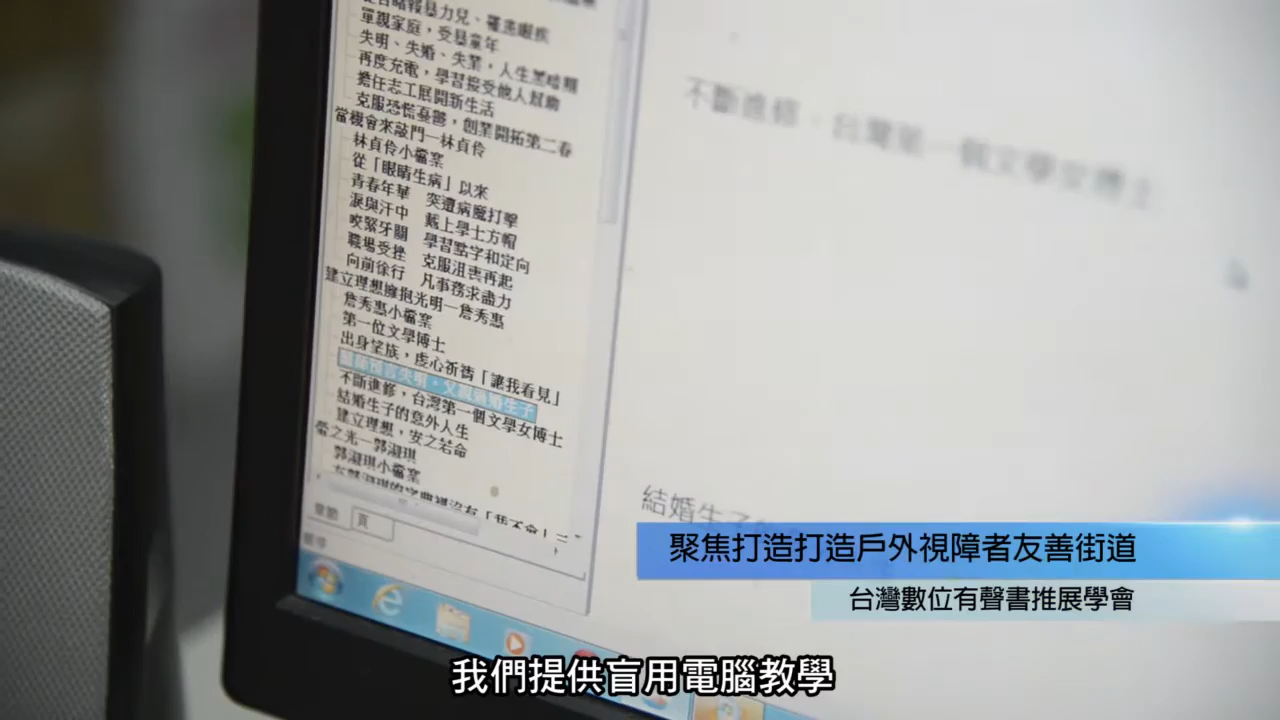 單親家庭，受暴童年
失明、失婚、失業，人生黑暗期
再度充電，學習接受他人幫助
擔任志工展開新生活
克服恐慌憂鬱，創業開拓第二春
當機會來敲門—林貞伶
林貞伶小檔案
從「眼睛生病」以來
青春年華 突遭病魔打擊
淚與汗中 戴上學士方帽
咬緊牙關 學習點字和定向
職場受挫 克服沮喪再起
向前徐行 凡事務求盡力
建立理想擁抱光明—詹秀惠
詹秀惠小檔案
第一位文學博士
出身望族，虛心祈禱「讓我看見」
不斷進修，台灣第一個文學女博士
結婚生子的意外人生
建立理想，安之若命
螢之光—郭淑琪
郭淑琪小檔案
章節 頁
不斷進修，台灣第一個文學女博士
結婚生子
聚焦打造打造戶外視障者友善街道
台灣數位有聲書推展學會
我們提供盲用電腦教學